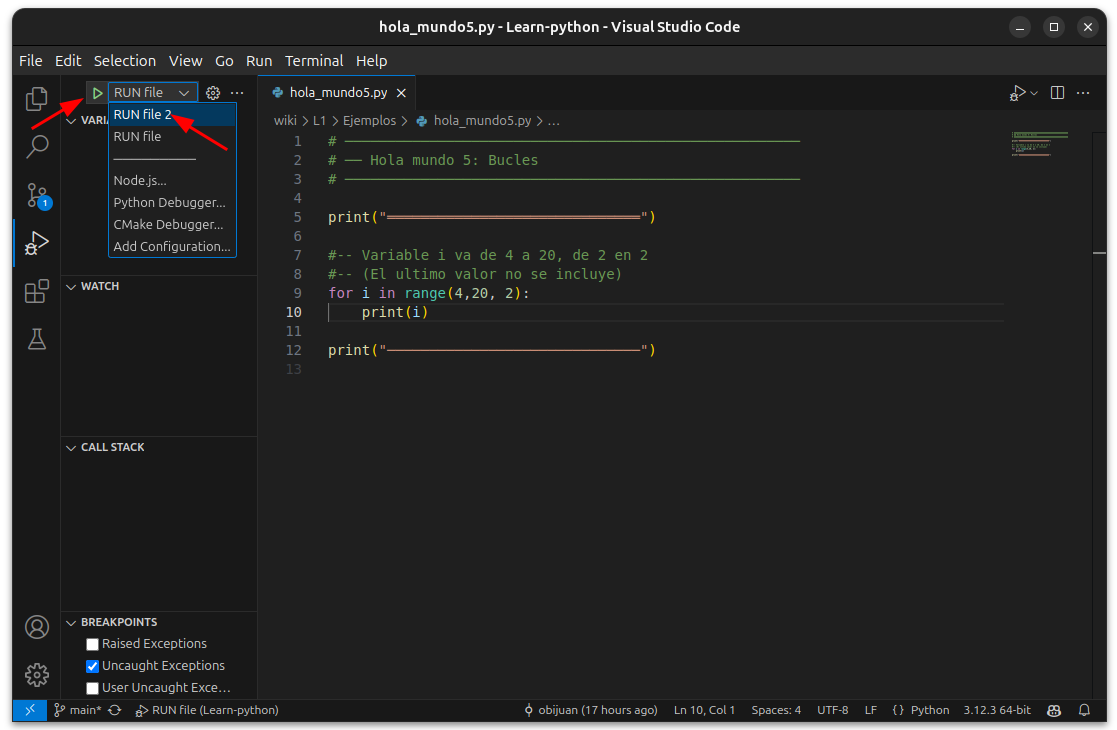 hola_mundo5.py - Learn-python - Visual Studio Code
File Edit Selection View Go Run Terminal Help
RUN file
hola_mundo5.py
RUN file 2
RUN file
Node.js...
Python Debugger...
CMake Debugger...
Add Configuration...
VARIA
WATCH
CALL STACK
BREAKPOINTS
Raised Exceptions
Uncaught Exceptions
User Uncaught Exce...
1
wiki > L1 > Ejemplos > hola_mundo5.py > ...
1 # ──────────────────────────────
2 # ── Hola mundo 5: Bucles
3 # ──────────────────────────────
4
5 print("══════════════════════════════")
6
7 #-- Variable i va de 4 a 20, de 2 en 2
8 #-- (El ultimo valor no se incluye)
9 for i in range(4,20, 2):
10 print(i)
11
12 print("──────────────────────────────")
13
main* RUN file (Learn-python) obijuan (17 hours ago) Ln 10, Col 1 Spaces: 4 UTF-8 LF {} Python 3.12.3 64-bit